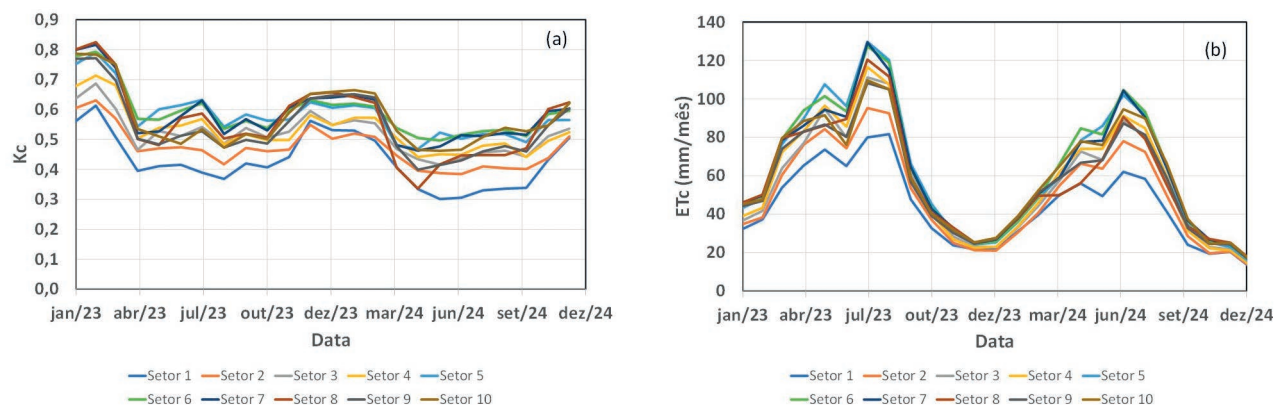 0,9
0,8
0,7
0,6
0,5
0,4
0,3
0,2
0,1
0,0
Kc
(a)
jan/23 abr/23 jul/23 out/23 dez/23 mar/24 jun/24 set/24 dez/24
Data
Setor 1 Setor 2 Setor 3 Setor 4 Setor 5
Setor 6 Setor 7 Setor 8 Setor 9 Setor 10
140
120
100
80
60
40
20
0
ETc (mm/mês)
(b)
jan/23 abr/23 jul/23 out/23 dez/23 mar/24 jun/24 set/24 dez/24
Data
Setor 1 Setor 2 Setor 3 Setor 4 Setor 5
Setor 6 Setor 7 Setor 8 Setor 9 Setor 10